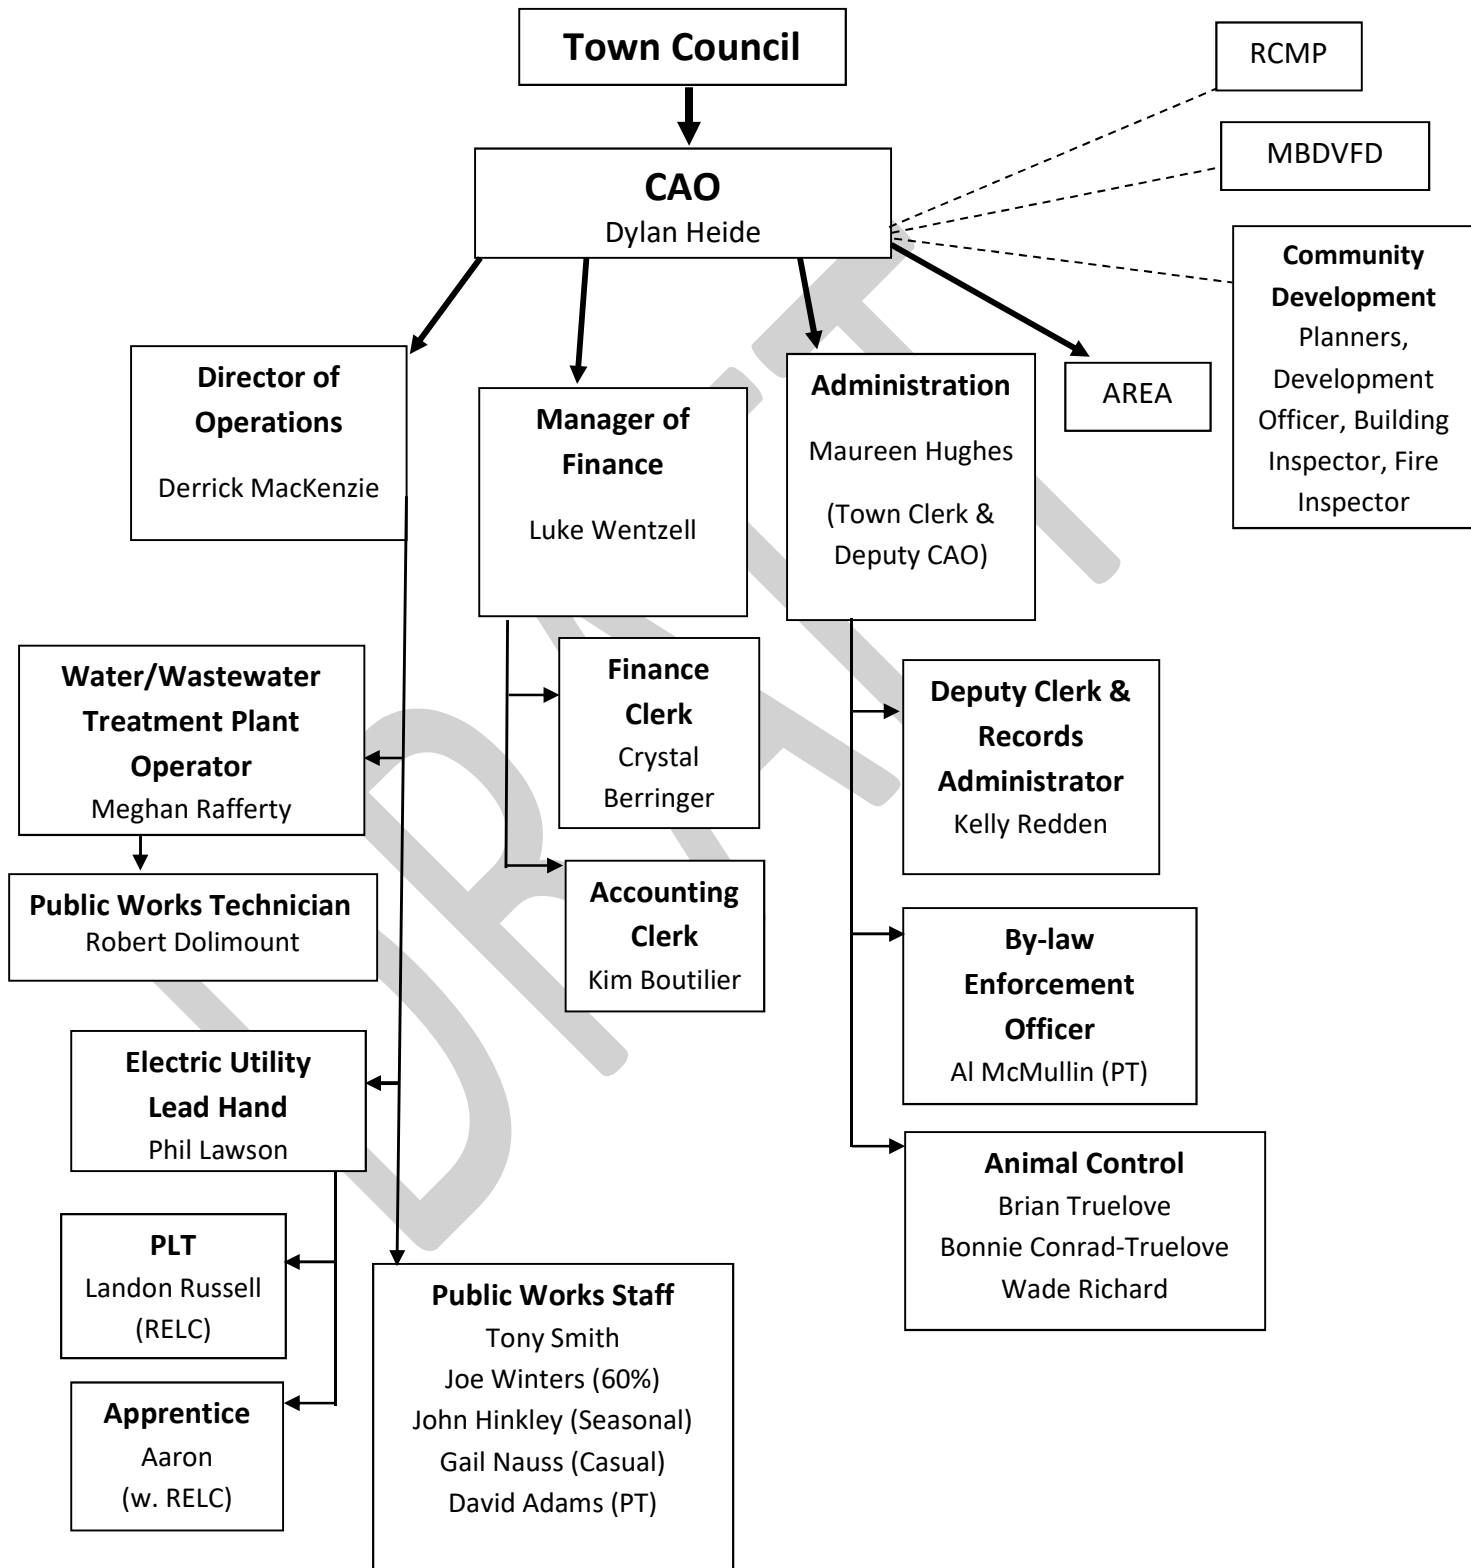 Town Council
RCMP
MBDVFD
CAO
Dylan Heide
Community
Development
Planners,
Development
Officer, Building
Inspector, Fire
Inspector
Director of
Operations
Derrick MacKenzie
Manager of
Finance
Luke Wentzell
Administration
Maureen Hughes
(Town Clerk &
Deputy CAO)
AREA
Water/Wastewater
Treatment Plant
Operator
Meghan Rafferty
Public Works Technician
Robert Dolimount
Finance
Clerk
Crystal
Berringer
Accounting
Clerk
Kim Boutilier
Deputy Clerk &
Records
Administrator
Kelly Redden
By-law
Enforcement
Officer
Al McMullin (PT)
Animal Control
Brian Truelove
Bonnie Conrad-Truelove
Wade Richard
Electric Utility
Lead Hand
Phil Lawson
PLT
Landon Russell
(RELC)
Apprentice
Aaron
(w. RELC)
Public Works Staff
Tony Smith
Joe Winters (60%)
John Hinkley (Seasonal)
Gail Nauss (Casual)
David Adams (PT)
DRAFT